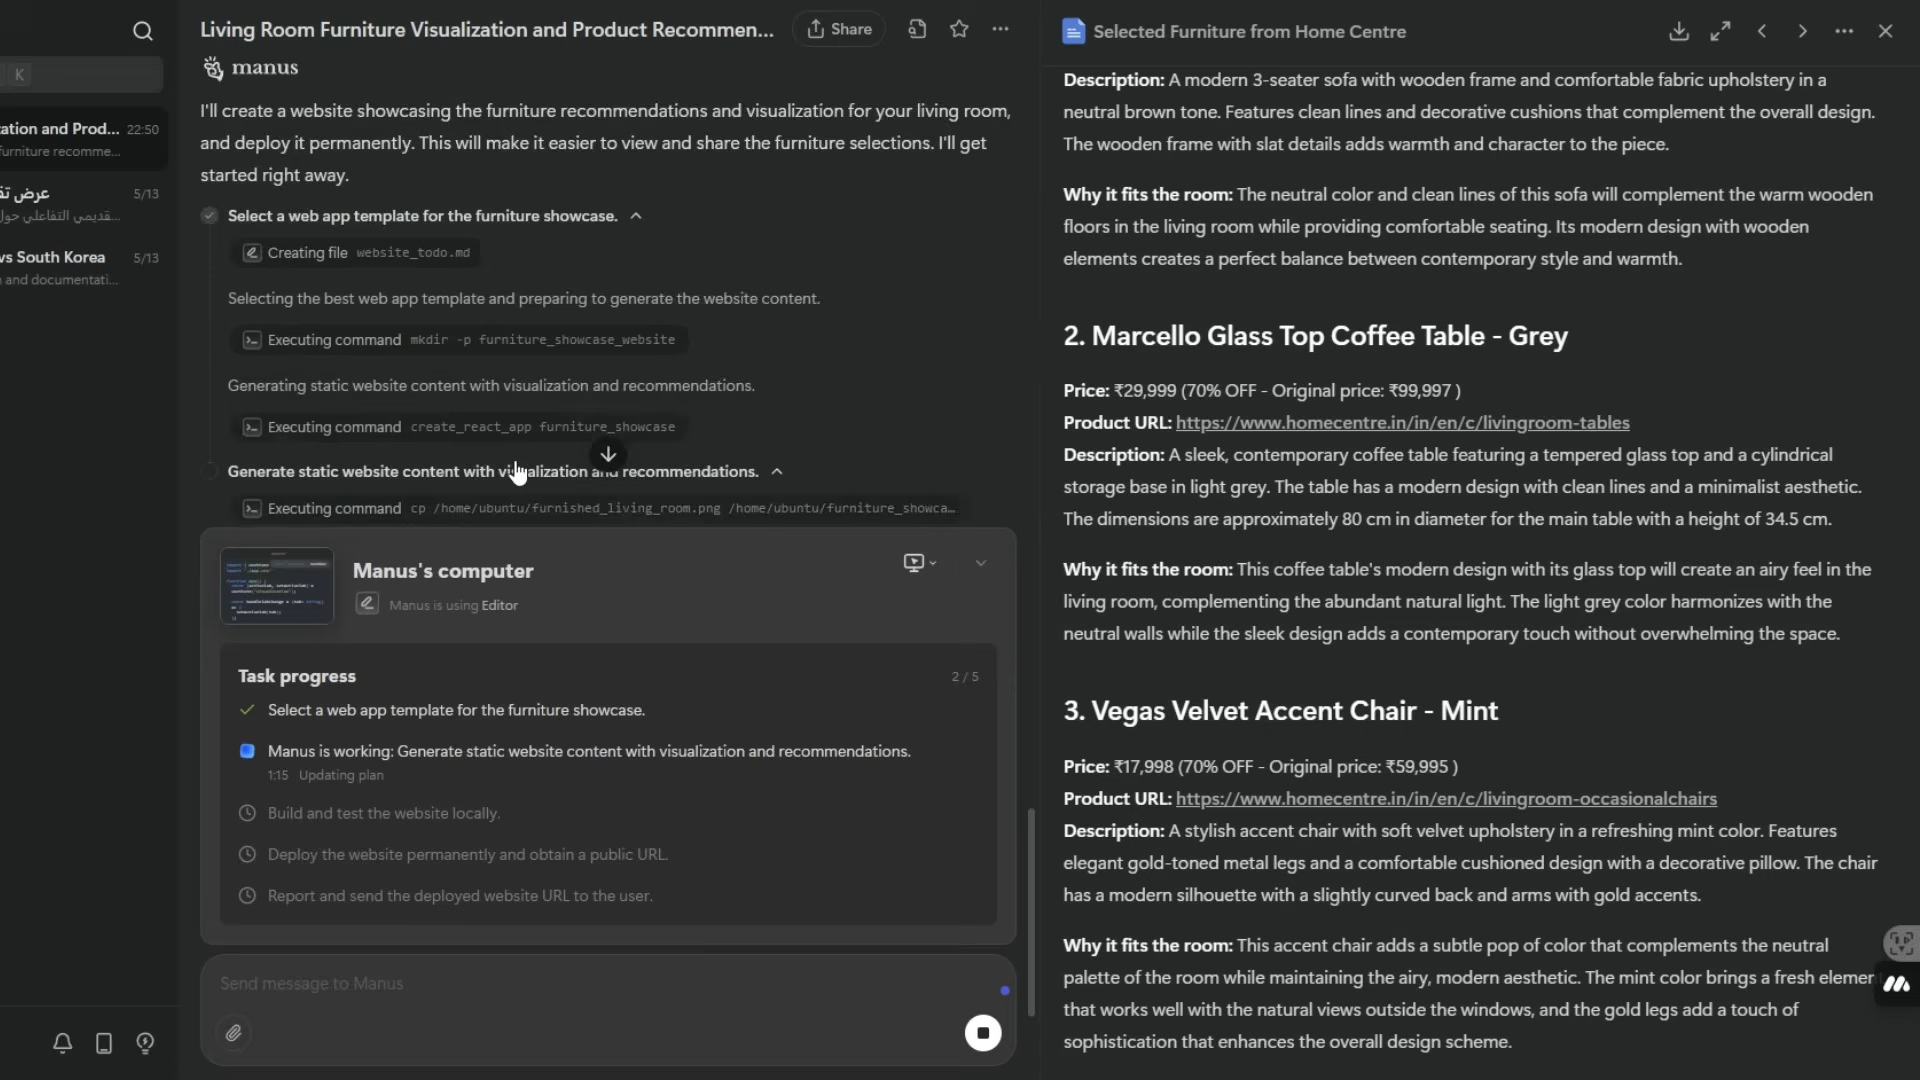 K
ation and Prod... 22:50
furniture recomme...
عرض تق
5/13
تقديمي التفاعلي حول...
vs South Korea 5/13
n and documentati...
Living Room Furniture Visualization and Product Recommen...
Share
manus
I'll create a website showcasing the furniture recommendations and visualization for your living room,
and deploy it permanently. This will make it easier to view and share the furniture selections. I'll get
started right away.
Select a web app template for the furniture showcase.
Creating file website_todo.md
Selecting the best web app template and preparing to generate the website content.
Executing command mkdir -p furniture_showcase_website
Generating static website content with visualization and recommendations.
Executing command create_react_app furniture_showcase
Generate static website content with visualization and recommendations.
Executing command cp /home/ubuntu/furnished_living_room.png /home/ubuntu/furniture_showca...
Manus's computer
Manus is using Editor
Task progress 2 / 5
Select a web app template for the furniture showcase.
Manus is working: Generate static website content with visualization and recommendations.
1:15 Updating plan
Build and test the website locally.
Deploy the website permanently and obtain a public URL.
Report and send the deployed website URL to the user.
Send message to Manus
Selected Furniture from Home Centre
Description: A modern 3-seater sofa with wooden frame and comfortable fabric upholstery in a
neutral brown tone. Features clean lines and decorative cushions that complement the overall design.
The wooden frame with slat details adds warmth and character to the piece.
Why it fits the room: The neutral color and clean lines of this sofa will complement the warm wooden
floors in the living room while providing comfortable seating. Its modern design with wooden
elements creates a perfect balance between contemporary style and warmth.
2. Marcello Glass Top Coffee Table - Grey
Price: ₹29,999 (70% OFF - Original price: ₹99,997 )
Product URL: https://www.homecentre.in/in/en/c/livingroom-tables
Description: A sleek, contemporary coffee table featuring a tempered glass top and a cylindrical
storage base in light grey. The table has a modern design with clean lines and a minimalist aesthetic.
The dimensions are approximately 80 cm in diameter for the main table with a height of 34.5 cm.
Why it fits the room: This coffee table's modern design with its glass top will create an airy feel in the
living room, complementing the abundant natural light. The light grey color harmonizes with the
neutral walls while the sleek design adds a contemporary touch without overwhelming the space.
3. Vegas Velvet Accent Chair - Mint
Price: ₹17,998 (70% OFF - Original price: ₹59,995 )
Product URL: https://www.homecentre.in/in/en/c/livingroom-occasionalchairs
Description: A stylish accent chair with soft velvet upholstery in a refreshing mint color. Features
elegant gold-toned metal legs and a comfortable cushioned design with a decorative pillow. The chair
has a modern silhouette with a slightly curved back and arms with gold accents.
Why it fits the room: This accent chair adds a subtle pop of color that complements the neutral
palette of the room while maintaining the airy, modern aesthetic. The mint color brings a fresh elemen
that works well with the natural views outside the windows, and the gold legs add a touch of
sophistication that enhances the overall design scheme.